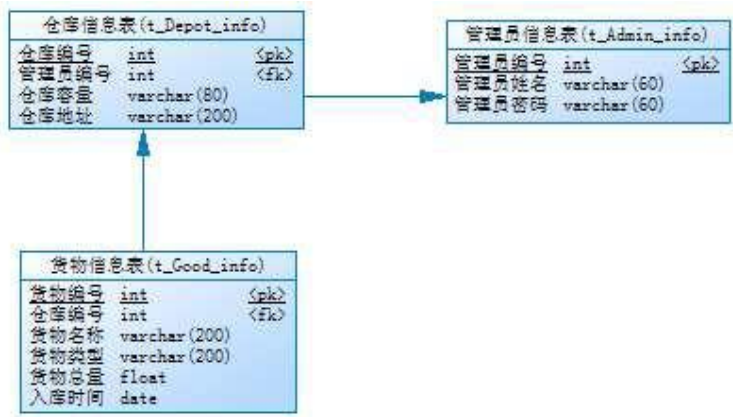 仓库信息表(t_Depot_info)
仓库编号 int <pk>
管理员编号 int <fk>
仓库容量 varchar(80)
仓库地址 varchar(200)
管理员信息表(t_Admin_info)
管理员编号 int <pk>
管理员姓名 varchar(60)
管理员密码 varchar(60)
货物信息表(t_Good_info)
货物编号 int <pk>
仓库编号 int <fk>
货物名称 varchar(200)
货物类型 varchar(200)
货物总量 float
入库时间 date